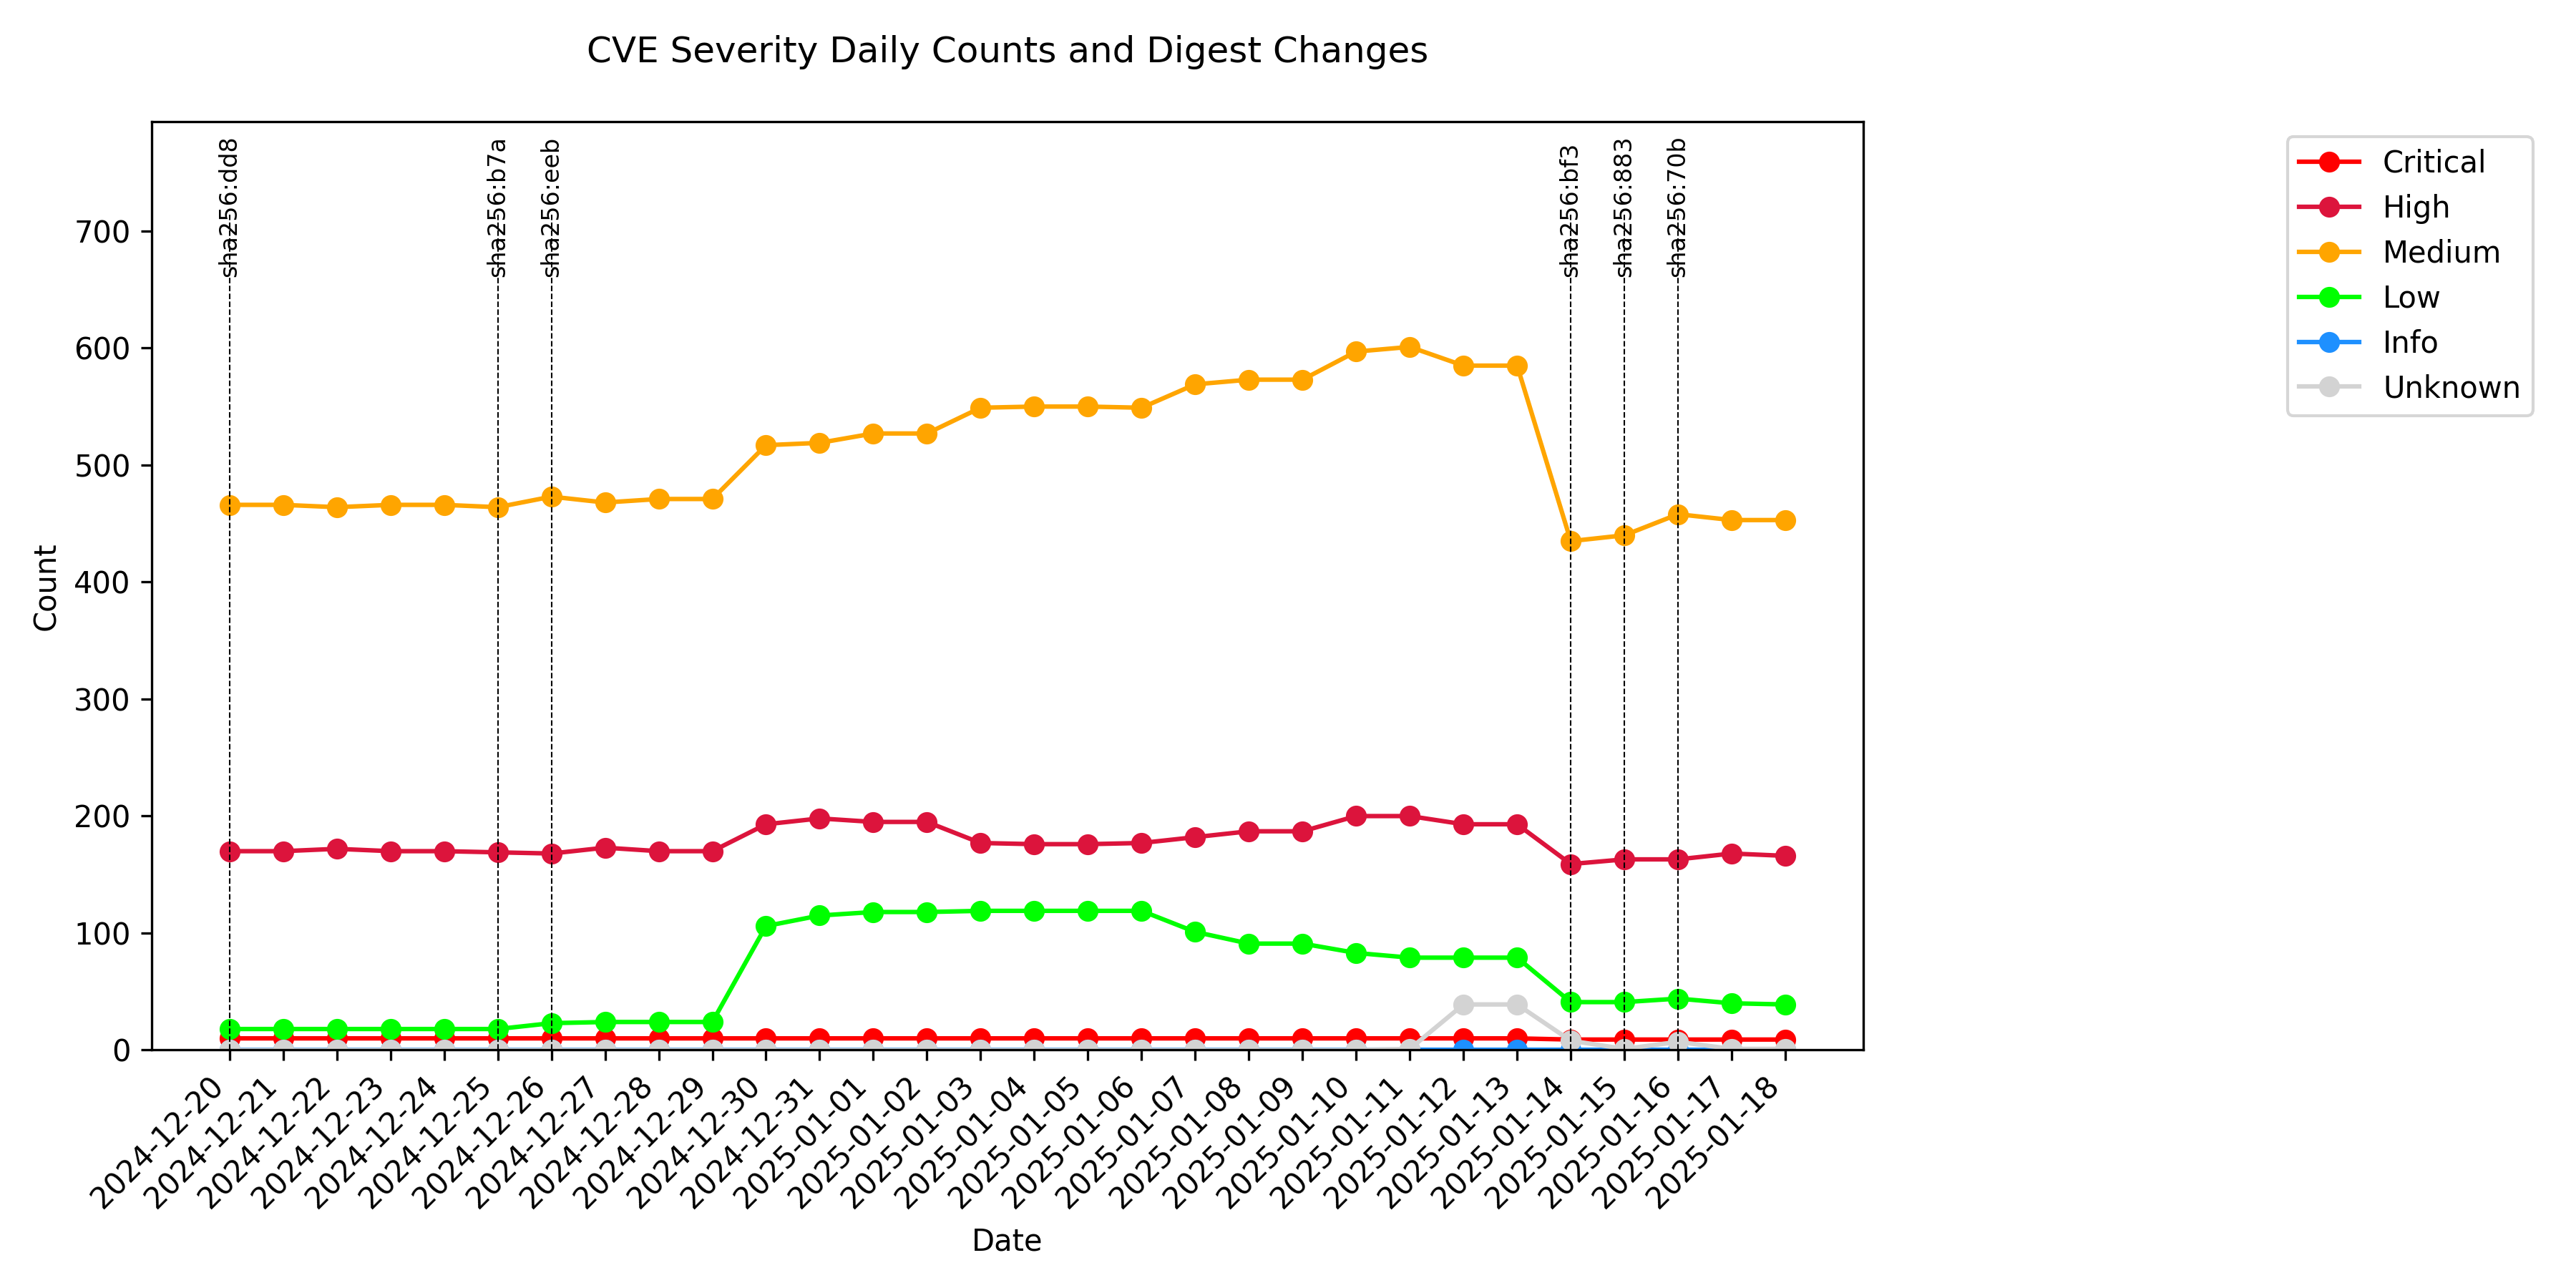 CVE Severity Daily Counts and Digest Changes
sha256:dd8
sha256:b7a
sha256:eeb
sha256:bf3
sha256:883
sha256:70b
Critical
High
Medium
Low
Info
Unknown
Count
700
600
500
400
300
200
100
0
2024-12-20
2024-12-21
2024-12-22
2024-12-23
2024-12-24
2024-12-25
2024-12-26
2024-12-27
2024-12-28
2024-12-29
2024-12-30
2024-12-31
2025-01-01
2025-01-02
2025-01-03
2025-01-04
2025-01-05
2025-01-06
2025-01-07
2025-01-08
2025-01-09
2025-01-10
2025-01-11
2025-01-12
2025-01-13
2025-01-14
2025-01-15
2025-01-16
2025-01-17
2025-01-18
Date